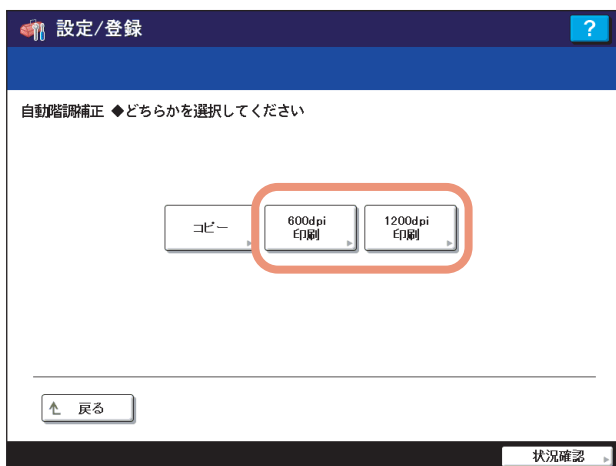 設定/登録
?
自動階調補正 ◆どちらかを選択してください
コピー
600dpi
印刷
1200dpi
印刷
戻る
状況確認